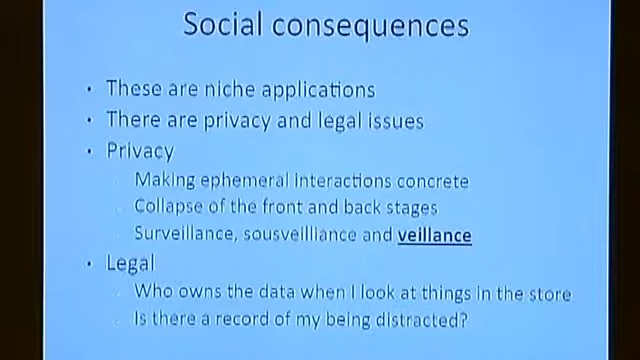 Social consequences
• These are niche applications
• There are privacy and legal issues
• Privacy
Making ephemeral interactions concrete
Collapse of the front and back stages
Surveillance, sousveilllance and veillance
• Legal
Who owns the data when I look at things in the store
Is there a record of my being distracted?